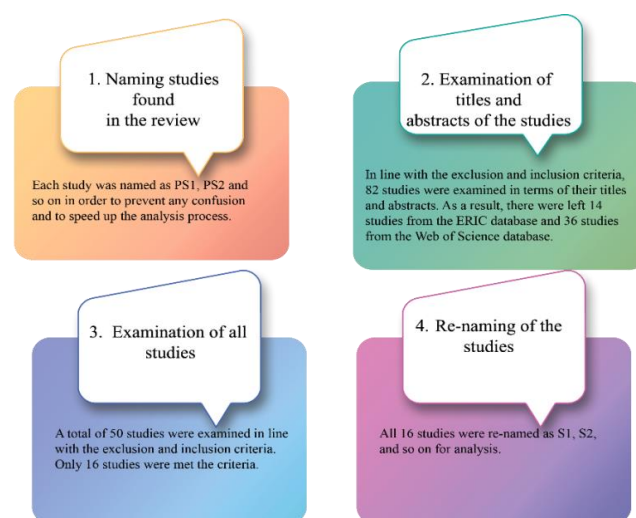 1. Naming studies
found
in the review
Each study was named as PS1, PS2 and
so on in order to prevent any confusion
and to speed up the analysis process.
2. Examination of
titles and
abstracts of the studies
In line with the exclusion and inclusion criteria,
82 studies were examined in terms of their titles
and abstracts. As a result, there were left 14
studies from the ERIC database and 36 studies
from the Web of Science database.
3. Examination of all
studies
A total of 50 studies were examined in line
with the exclusion and inclusion criteria.
Only 16 studies were met the criteria.
4. Re-naming of the
studies
All 16 studies were re-named as S1, S2,
and so on for analysis.